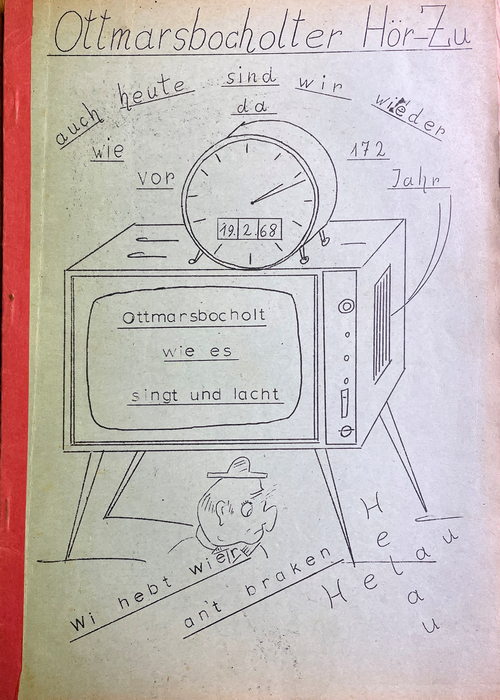 Ottmarsbocholter Hör-Zu
auch heute sind wir wieder
da
wie vor 172 Jahr
19. 2. 68
Ottmarsbocholt
wie es
singt und lacht
Wi hebt wier
an't braken
Helau
Helau